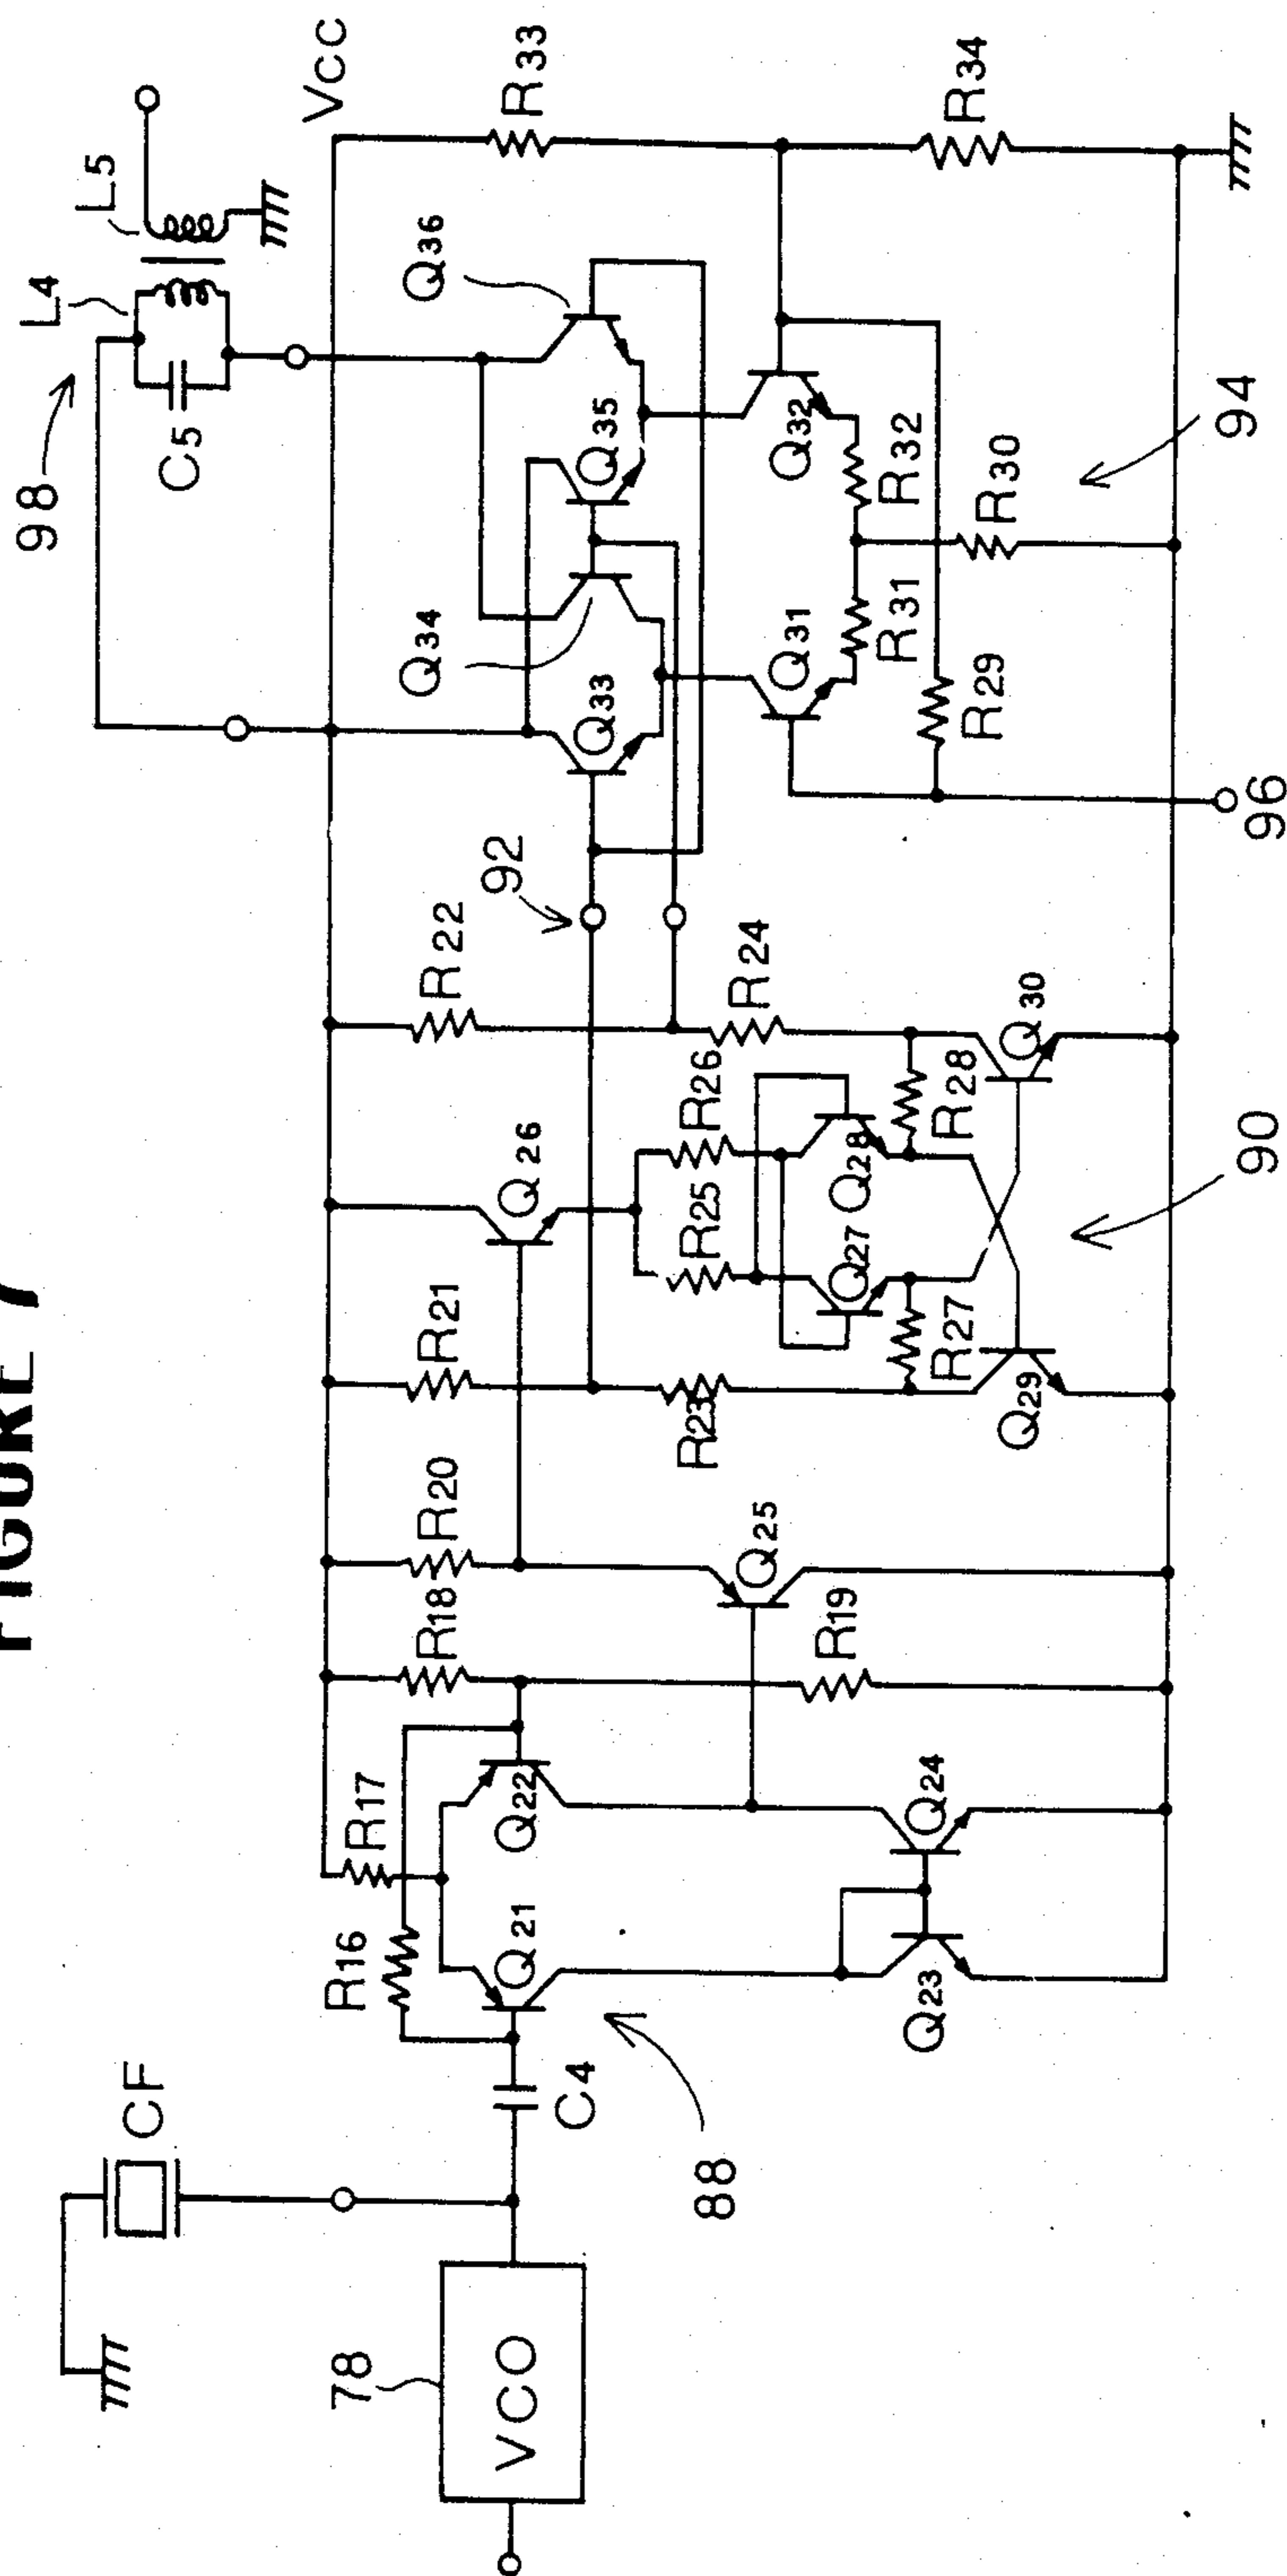 FIGURE 7
98
L4
L5
C5
Vcc
R33
Q36
Q35
Q34
Q33
Q32
R34
R32
Q31
R31
R30
R29
94
96
92
R22
R24
Q26
R26
R25
Q28
Q27
R28
Q30
90
R21
R23
R27
Q29
R20
Q25
R18
R19
R17
Q22
Q24
R16
Q21
Q23
CF
C4
88
78
VCO